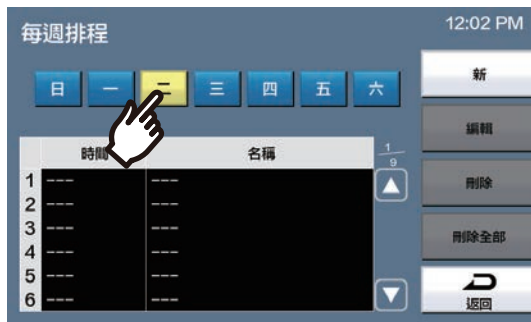 每週排程
12:02 PM
日 一 二 三 四 五 六
新
編輯
刪除
刪除全部
返回
時間 名稱
1/9
1 --- ---
2 --- ---
3 --- ---
4 --- ---
5 --- ---
6 --- ---